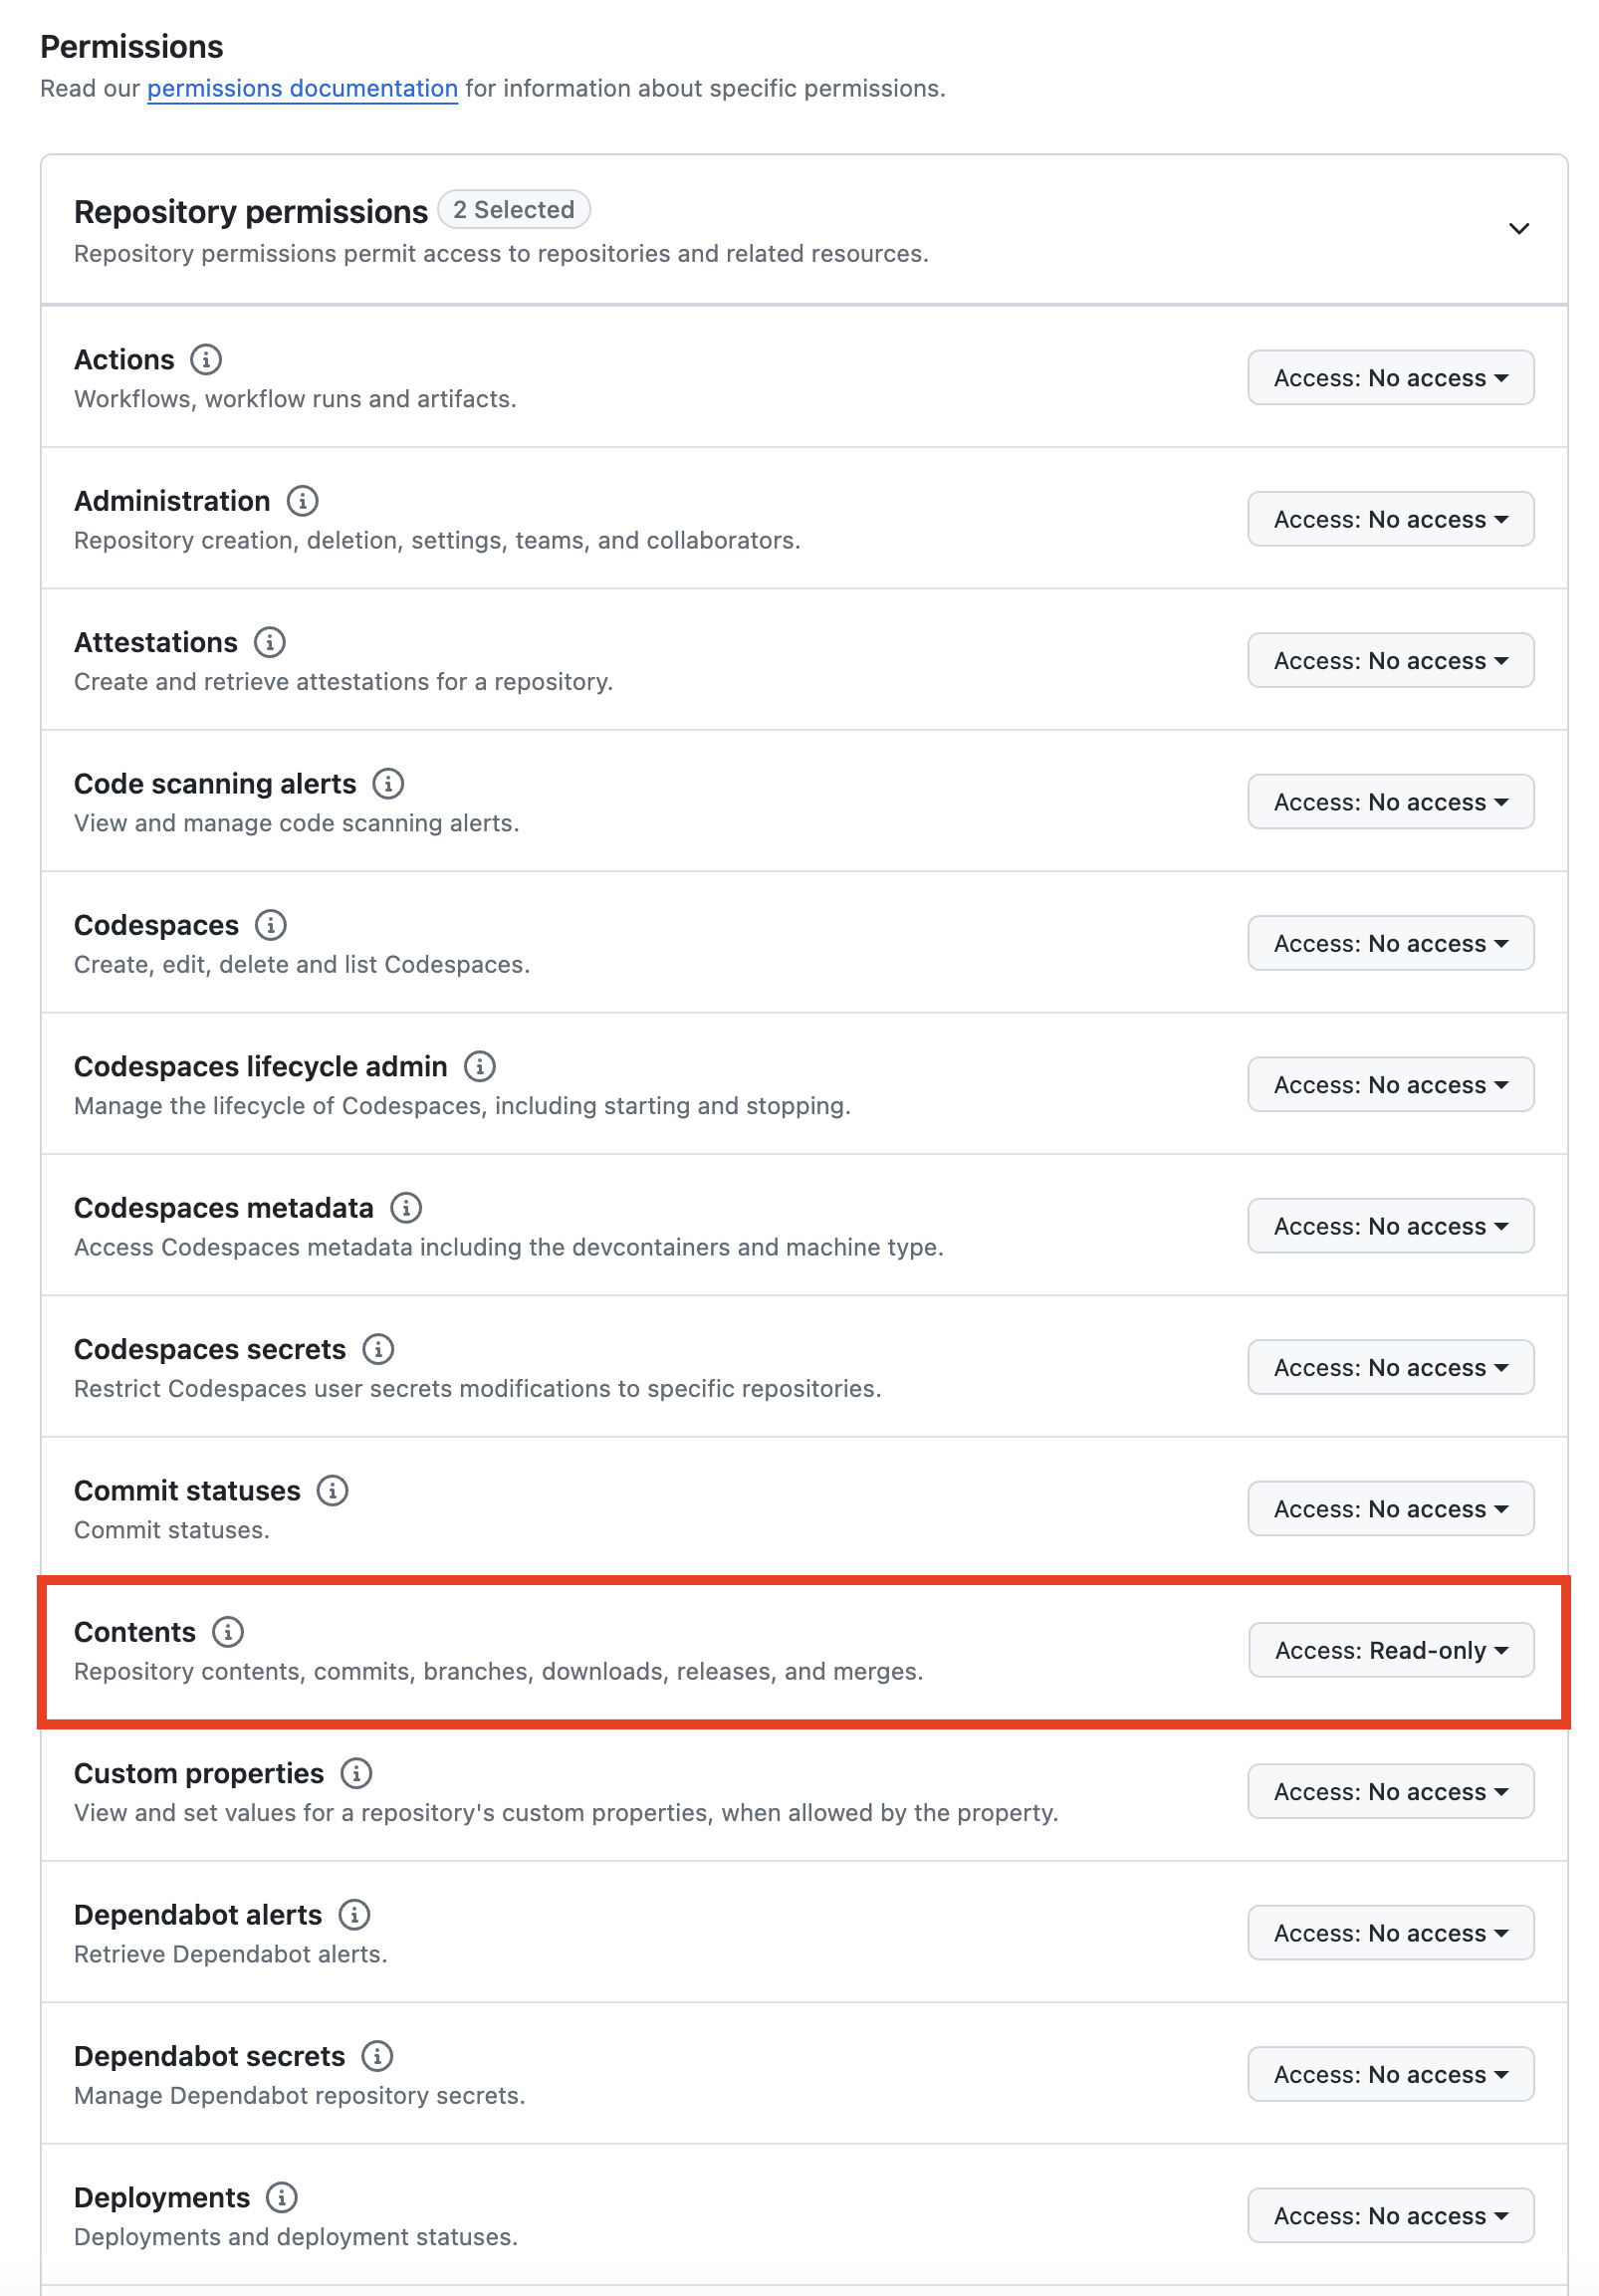 Permissions
Read our permissions documentation for information about specific permissions.
Repository permissions 2 Selected
Repository permissions permit access to repositories and related resources.
Actions
Workflows, workflow runs and artifacts.
Access: No access
Administration
Repository creation, deletion, settings, teams, and collaborators.
Access: No access
Attestations
Create and retrieve attestations for a repository.
Access: No access
Code scanning alerts
View and manage code scanning alerts.
Access: No access
Codespaces
Create, edit, delete and list Codespaces.
Access: No access
Codespaces lifecycle admin
Manage the lifecycle of Codespaces, including starting and stopping.
Access: No access
Codespaces metadata
Access Codespaces metadata including the devcontainers and machine type.
Access: No access
Codespaces secrets
Restrict Codespaces user secrets modifications to specific repositories.
Access: No access
Commit statuses
Commit statuses.
Access: No access
Contents
Repository contents, commits, branches, downloads, releases, and merges.
Access: Read-only
Custom properties
View and set values for a repository's custom properties, when allowed by the property.
Access: No access
Dependabot alerts
Retrieve Dependabot alerts.
Access: No access
Dependabot secrets
Manage Dependabot repository secrets.
Access: No access
Deployments
Deployments and deployment statuses.
Access: No access